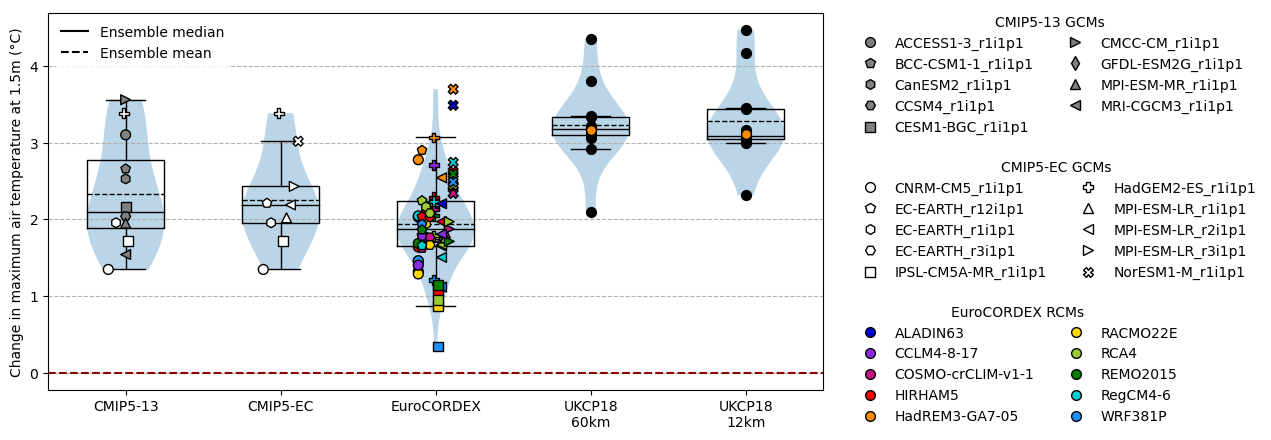 Change in maximum air temperature at 1.5m (°C)
4
3
2
1
0
Ensemble median
Ensemble mean
CMIP5-13
CMIP5-EC
EuroCORDEX
UKCP18
60km
UKCP18
12km
CMIP5-13 GCMs
ACCESS1-3_r1i1p1
BCC-CSM1-1_r1i1p1
CanESM2_r1i1p1
CCSM4_r1i1p1
CESM1-BGC_r1i1p1
CMCC-CM_r1i1p1
GFDL-ESM2G_r1i1p1
MPI-ESM-MR_r1i1p1
MRI-CGCM3_r1i1p1
CMIP5-EC GCMs
CNRM-CM5_r1i1p1
EC-EARTH_r12i1p1
EC-EARTH_r1i1p1
EC-EARTH_r3i1p1
IPSL-CM5A-MR_r1i1p1
HadGEM2-ES_r1i1p1
MPI-ESM-LR_r1i1p1
MPI-ESM-LR_r2i1p1
MPI-ESM-LR_r3i1p1
NorESM1-M_r1i1p1
EuroCORDEX RCMs
ALADIN63
CCLM4-8-17
COSMO-crCLIM-v1-1
HIRHAM5
HadREM3-GA7-05
RACMO22E
RCA4
REMO2015
RegCM4-6
WRF381P